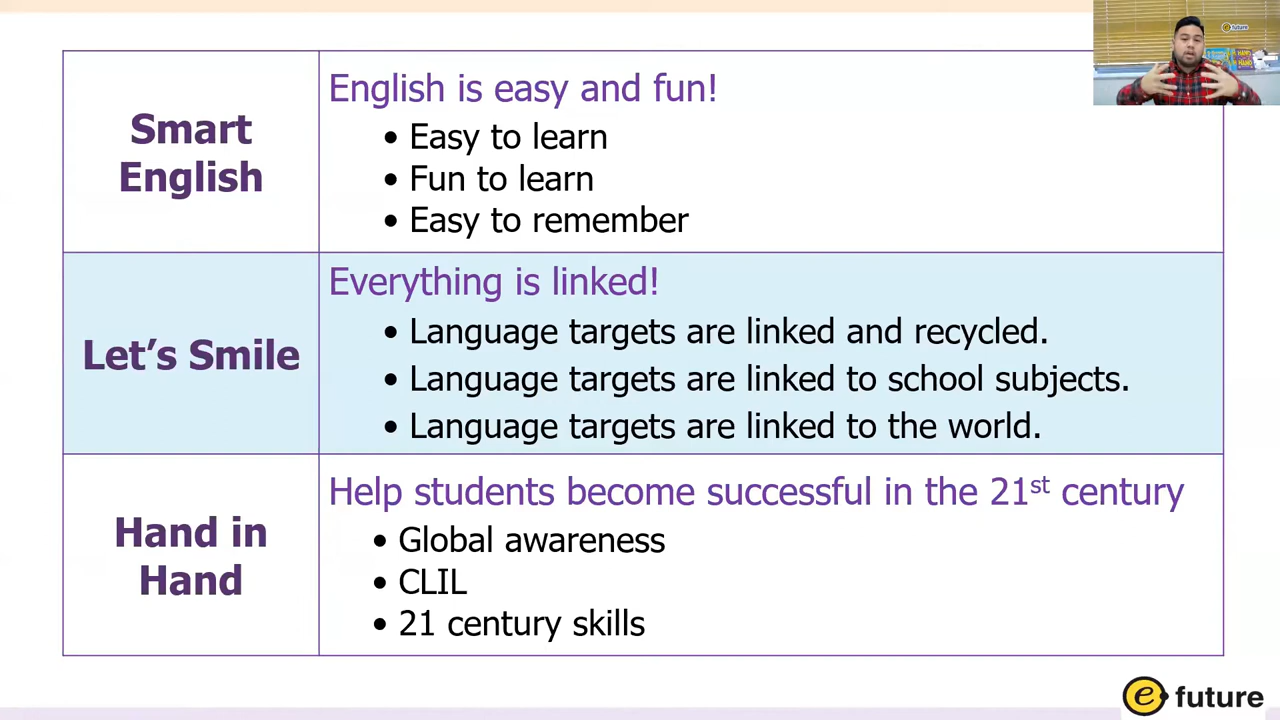 Smart
English
English is easy and fun!
• Easy to learn
• Fun to learn
• Easy to remember
Let's Smile
Everything is linked!
• Language targets are linked and recycled.
• Language targets are linked to school subjects.
• Language targets are linked to the world.
Hand in
Hand
Help students become successful in the 21st century
• Global awareness
• CLIL
• 21 century skills
e future
e future